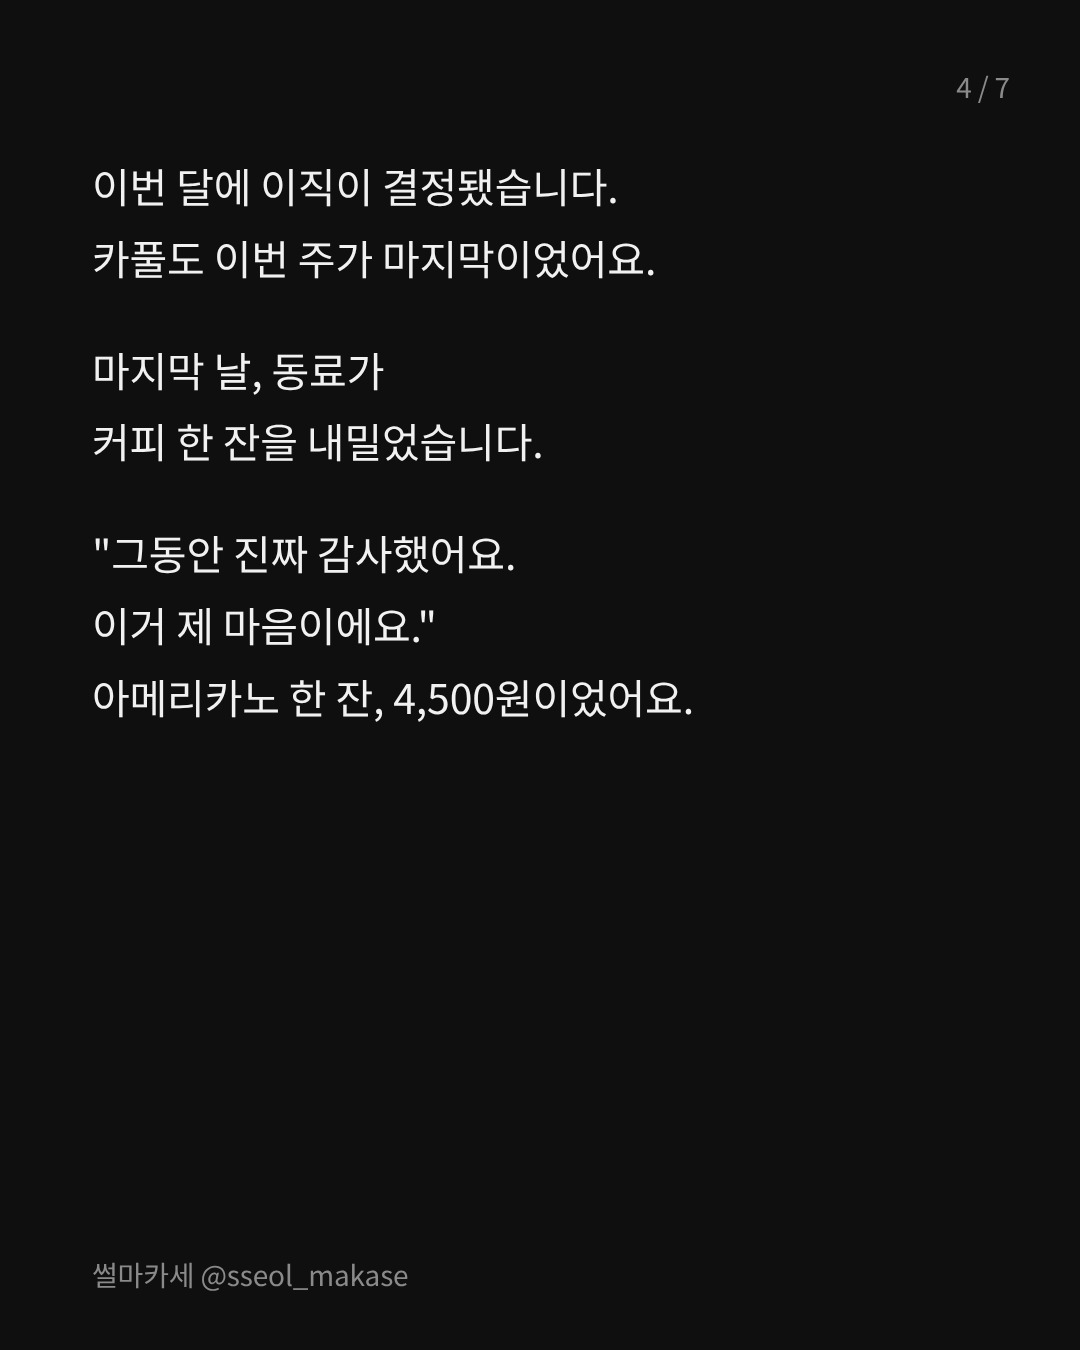 4 / 7
이번 달에 이직이 결정됐습니다.
카풀도 이번 주가 마지막이었어요.
마지막 날, 동료가
커피 한 잔을 내밀었습니다.
"그동안 진짜 감사했어요.
이거 제 마음이에요."
아메리카노 한 잔, 4,500원이었어요.
썰마카세 @sseol_makase